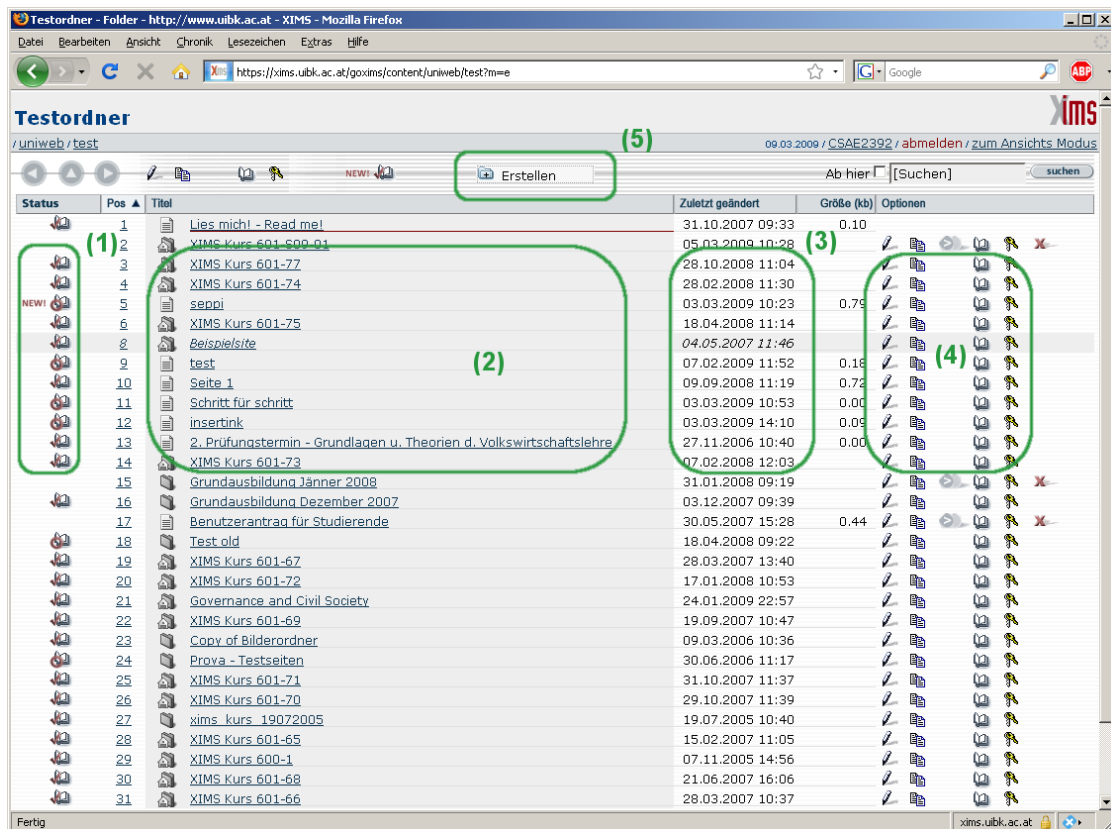 Testordner - Folder - http://www.uibk.ac.at - XIMS - Mozilla Firefox
Datei Bearbeiten Ansicht Chronik Lesezeichen Extras Hilfe
Xims https://xims.uibk.ac.at/goxims/content/uniweb/test?m=e G Google ABP
Testordner Xims
/ uniweb / test (5) 09.03.2009 / CSAE2392 / abmelden / zum Ansichts Modus
NEW! Erstellen Ab hier [Suchen] suchen
Status Pos ▲ Titel Zuletzt geändert Größe (kb) Optionen
1 Lies mich! - Read me! 31.10.2007 09:33 0.10
(1) 2 XIMS Kurs 601-S09-01 05.03.2009 10:28 (3) X
3 XIMS Kurs 601-77 28.10.2008 11:04
4 XIMS Kurs 601-74 28.02.2008 11:30
NEW! 5 seppi 03.03.2009 10:23 0.79
6 XIMS Kurs 601-75 18.04.2008 11:14
8 Beispielsite 04.05.2007 11:46
9 test (2) 07.02.2009 11:52 0.18 (4)
10 Seite 1 09.09.2008 11:19 0.72
11 Schritt für schritt 03.03.2009 10:53 0.00
12 insertink 03.03.2009 14:10 0.09
13 2. Prüfungstermin - Grundlagen u. Theorien d. Volkswirtschaftslehre 27.11.2006 10:40 0.00
14 XIMS Kurs 601-73 07.02.2008 12:03
15 Grundausbildung Jänner 2008 31.01.2008 09:19 X
16 Grundausbildung Dezember 2007 03.12.2007 09:39
17 Benutzerantrag für Studierende 30.05.2007 15:28 0.44 X
18 Test old 18.04.2008 09:22
19 XIMS Kurs 601-67 28.03.2007 13:40
20 XIMS Kurs 601-72 17.01.2008 10:53
21 Governance and Civil Society 24.01.2009 22:57
22 XIMS Kurs 601-69 19.09.2007 10:47
23 Copy of Bilderordner 09.03.2006 10:36
24 Prova - Testseiten 30.06.2006 11:17
25 XIMS Kurs 601-71 31.10.2007 11:37
26 XIMS Kurs 601-70 29.10.2007 11:39
27 xims_kurs_19072005 19.07.2005 10:40
28 XIMS Kurs 601-65 15.02.2007 11:05
29 XIMS Kurs 600-1 07.11.2005 14:56
30 XIMS Kurs 601-68 21.06.2007 16:06
31 XIMS Kurs 601-66 28.03.2007 10:37
Fertig xims.uibk.ac.at